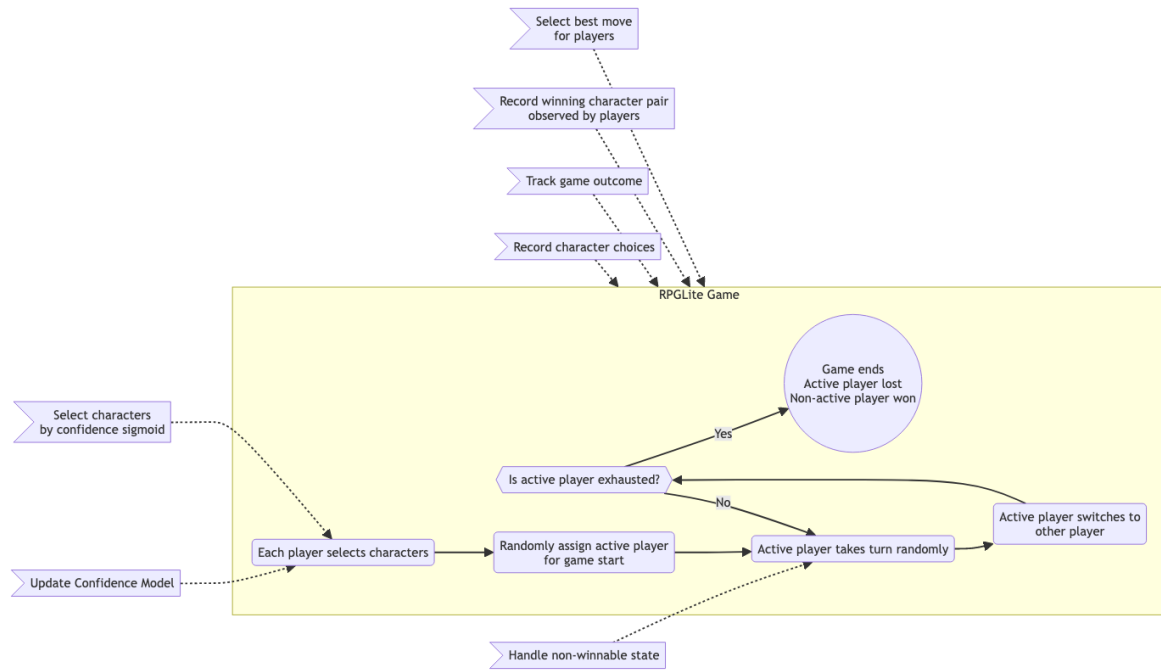 Select best move
for players
Record winning character pair
observed by players
Track game outcome
Record character choices
RPGLite Game
Game ends
Active player lost
Non-active player won
Select characters
by confidence sigmoid
Yes
Is active player exhausted?
No
Active player switches to
other player
Each player selects characters
Randomly assign active player
for game start
Active player takes turn randomly
Update Confidence Model
Handle non-winnable state